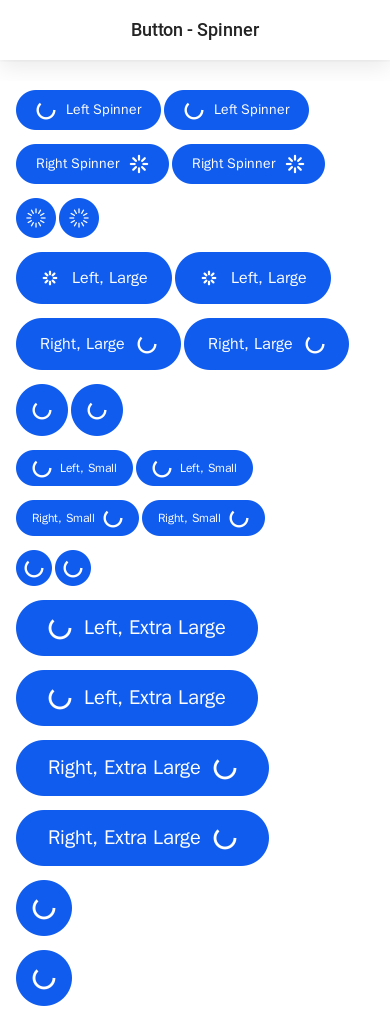 Button - Spinner
Left Spinner Left Spinner
Right Spinner Right Spinner
Left, Large Left, Large
Right, Large Right, Large
Left, Small Left, Small
Right, Small Right, Small
Left, Extra Large
Left, Extra Large
Right, Extra Large
Right, Extra Large